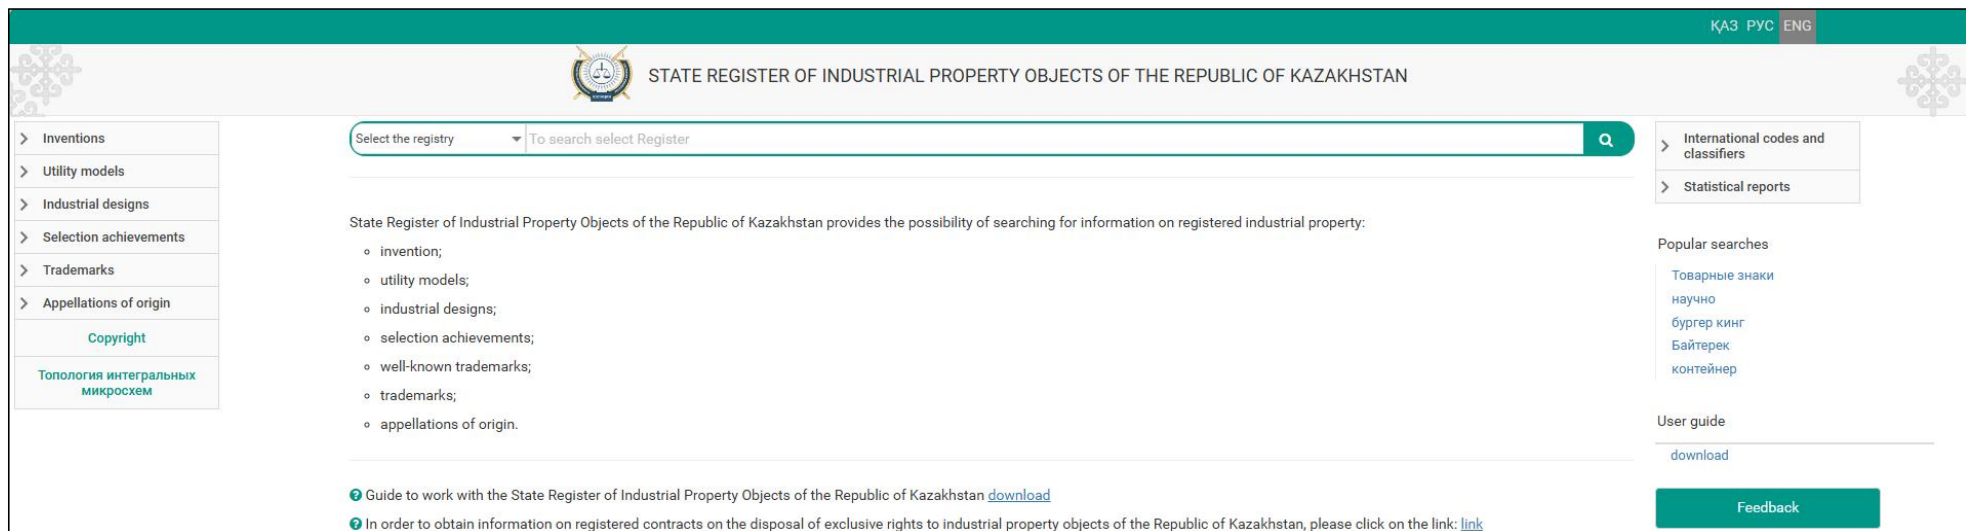 ҚАЗ РУС ENG
STATE REGISTER OF INDUSTRIAL PROPERTY OBJECTS OF THE REPUBLIC OF KAZAKHSTAN
Inventions
Utility models
Industrial designs
Selection achievements
Trademarks
Appellations of origin
Copyright
Топология интегральных
микросхем
Select the registry
To search select Register
State Register of Industrial Property Objects of the Republic of Kazakhstan provides the possibility of searching for information on registered industrial property:
invention;
utility models;
industrial designs;
selection achievements;
well-known trademarks;
trademarks;
appellations of origin.
Guide to work with the State Register of Industrial Property Objects of the Republic of Kazakhstan download
In order to obtain information on registered contracts on the disposal of exclusive rights to industrial property objects of the Republic of Kazakhstan, please click on the link: link
International codes and
classifiers
Statistical reports
Popular searches
Товарные знаки
научно
бургер кинг
Байтерек
контейнер
User guide
download
Feedback